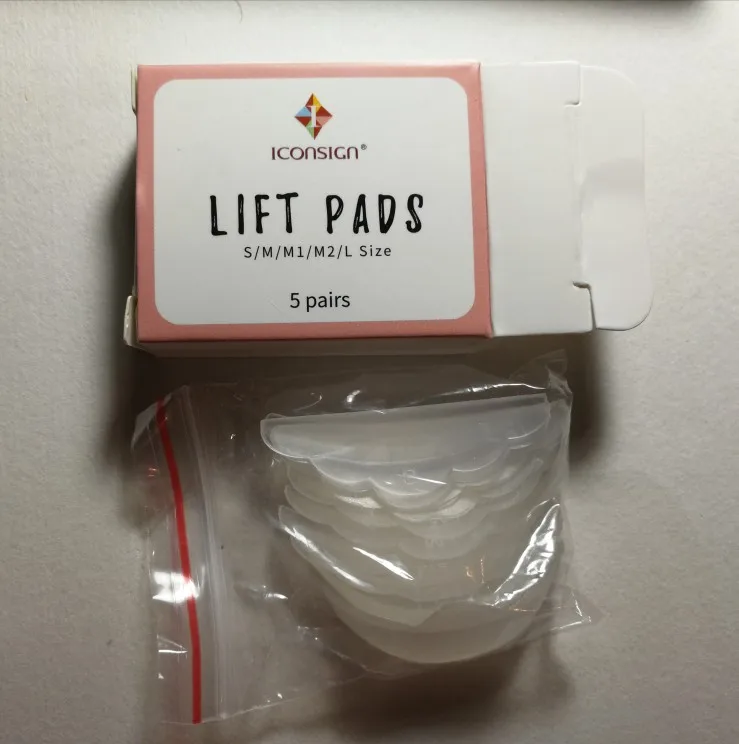 I
ICONSIGN®
LIFT PADS
S/M/M1/M2/L Size
5 pairs